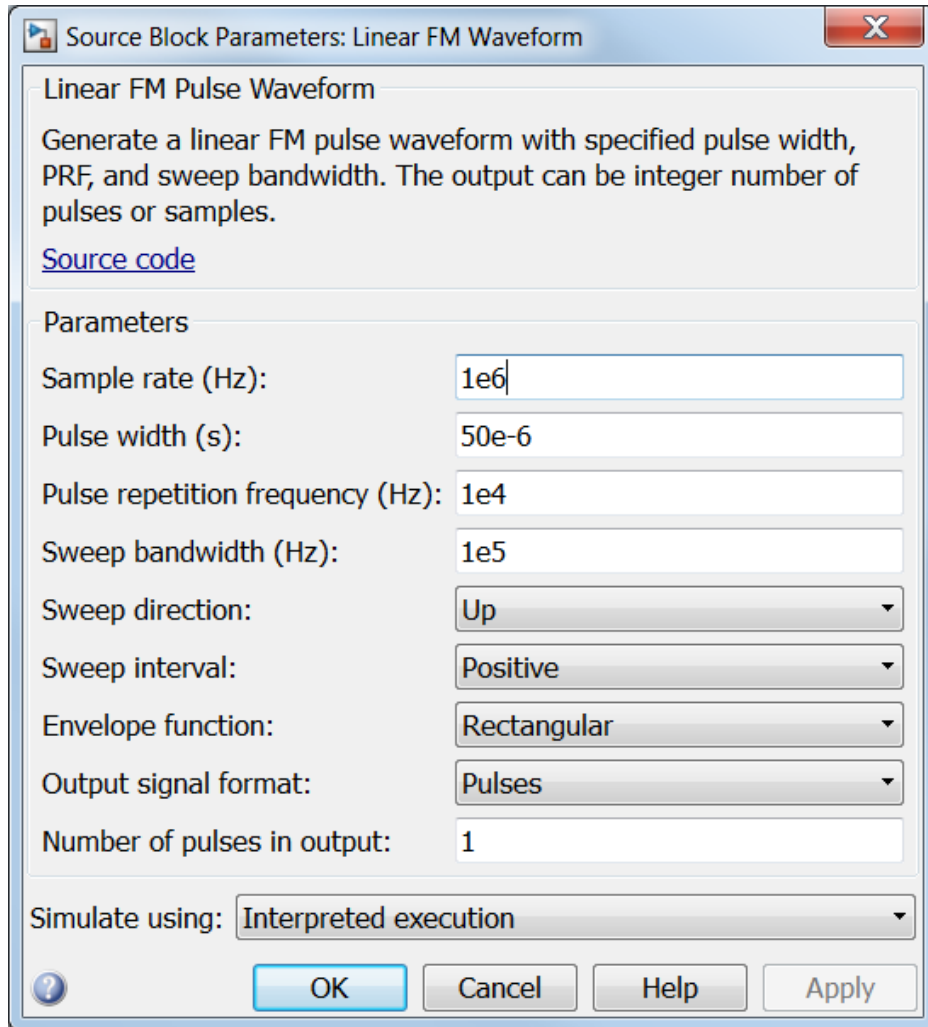 Source Block Parameters: Linear FM Waveform
X
Linear FM Pulse Waveform
Generate a linear FM pulse waveform with specified pulse width,
PRF, and sweep bandwidth. The output can be integer number of
pulses or samples.
Source code
Parameters
Sample rate (Hz): 1e6
Pulse width (s): 50e-6
Pulse repetition frequency (Hz): 1e4
Sweep bandwidth (Hz): 1e5
Sweep direction: Up
Sweep interval: Positive
Envelope function: Rectangular
Output signal format: Pulses
Number of pulses in output: 1
Simulate using: Interpreted execution
? OK Cancel Help Apply